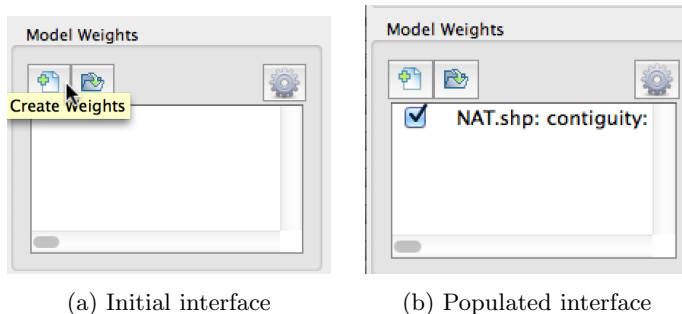 Model Weights
Create Weights
(a) Initial interface
Model Weights
NAT.shp: contiguity:
(b) Populated interface